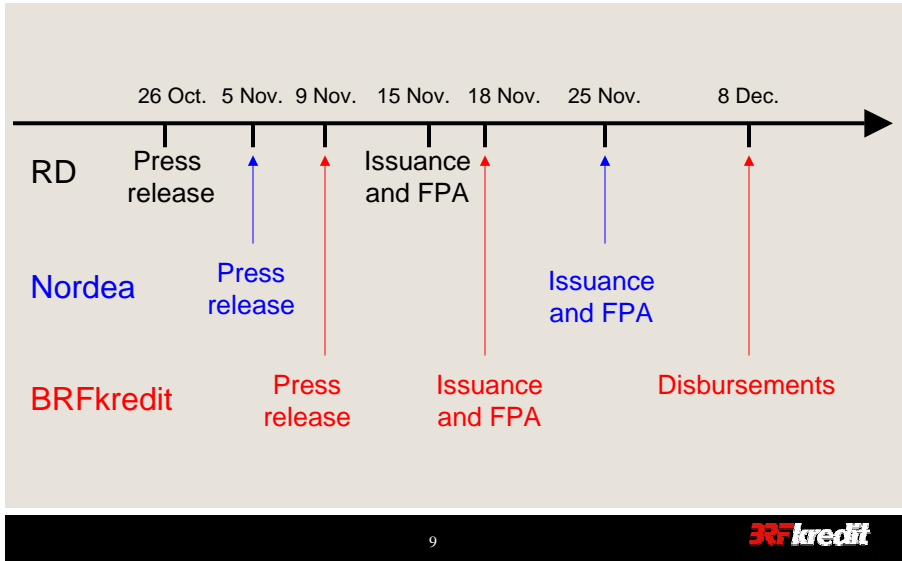 26 Oct. 5 Nov. 9 Nov. 15 Nov. 18 Nov. 25 Nov. 8 Dec.
RD
Press
release
Issuance
and FPA
Nordea
Press
release
Issuance
and FPA
BRFkredit
Press
release
Issuance
and FPA
Disbursements
9
BRFkredit